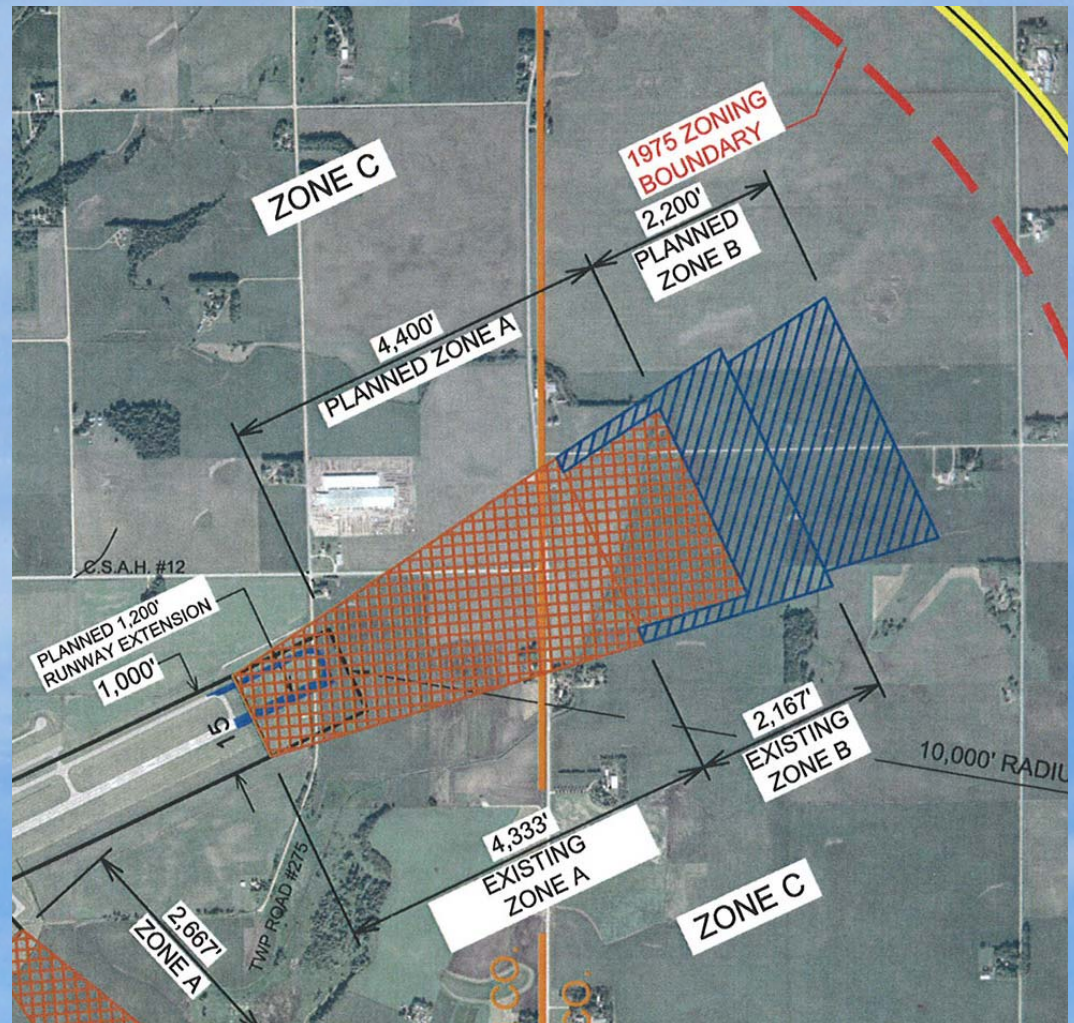 1975 ZONING
BOUNDARY
ZONE C
2,200'
PLANNED
ZONE B
4,400'
PLANNED ZONE A
C.S.A.H. #12
PLANNED 1,200'
RUNWAY EXTENSION
1,000'
15
2,167'
EXISTING
ZONE B
10,000' RADIU
4,333'
EXISTING
ZONE A
ZONE C
TWP ROAD #275
2,667'
ZONE A
CO.
CO.